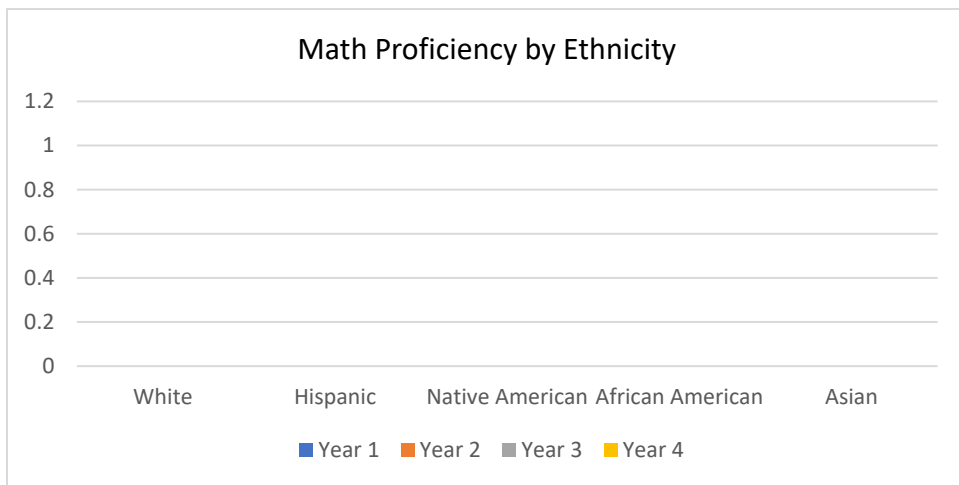 Math Proficiency by Ethnicity
1.2
1
0.8
0.6
0.4
0.2
0
White Hispanic Native American African American Asian
Year 1 Year 2 Year 3 Year 4